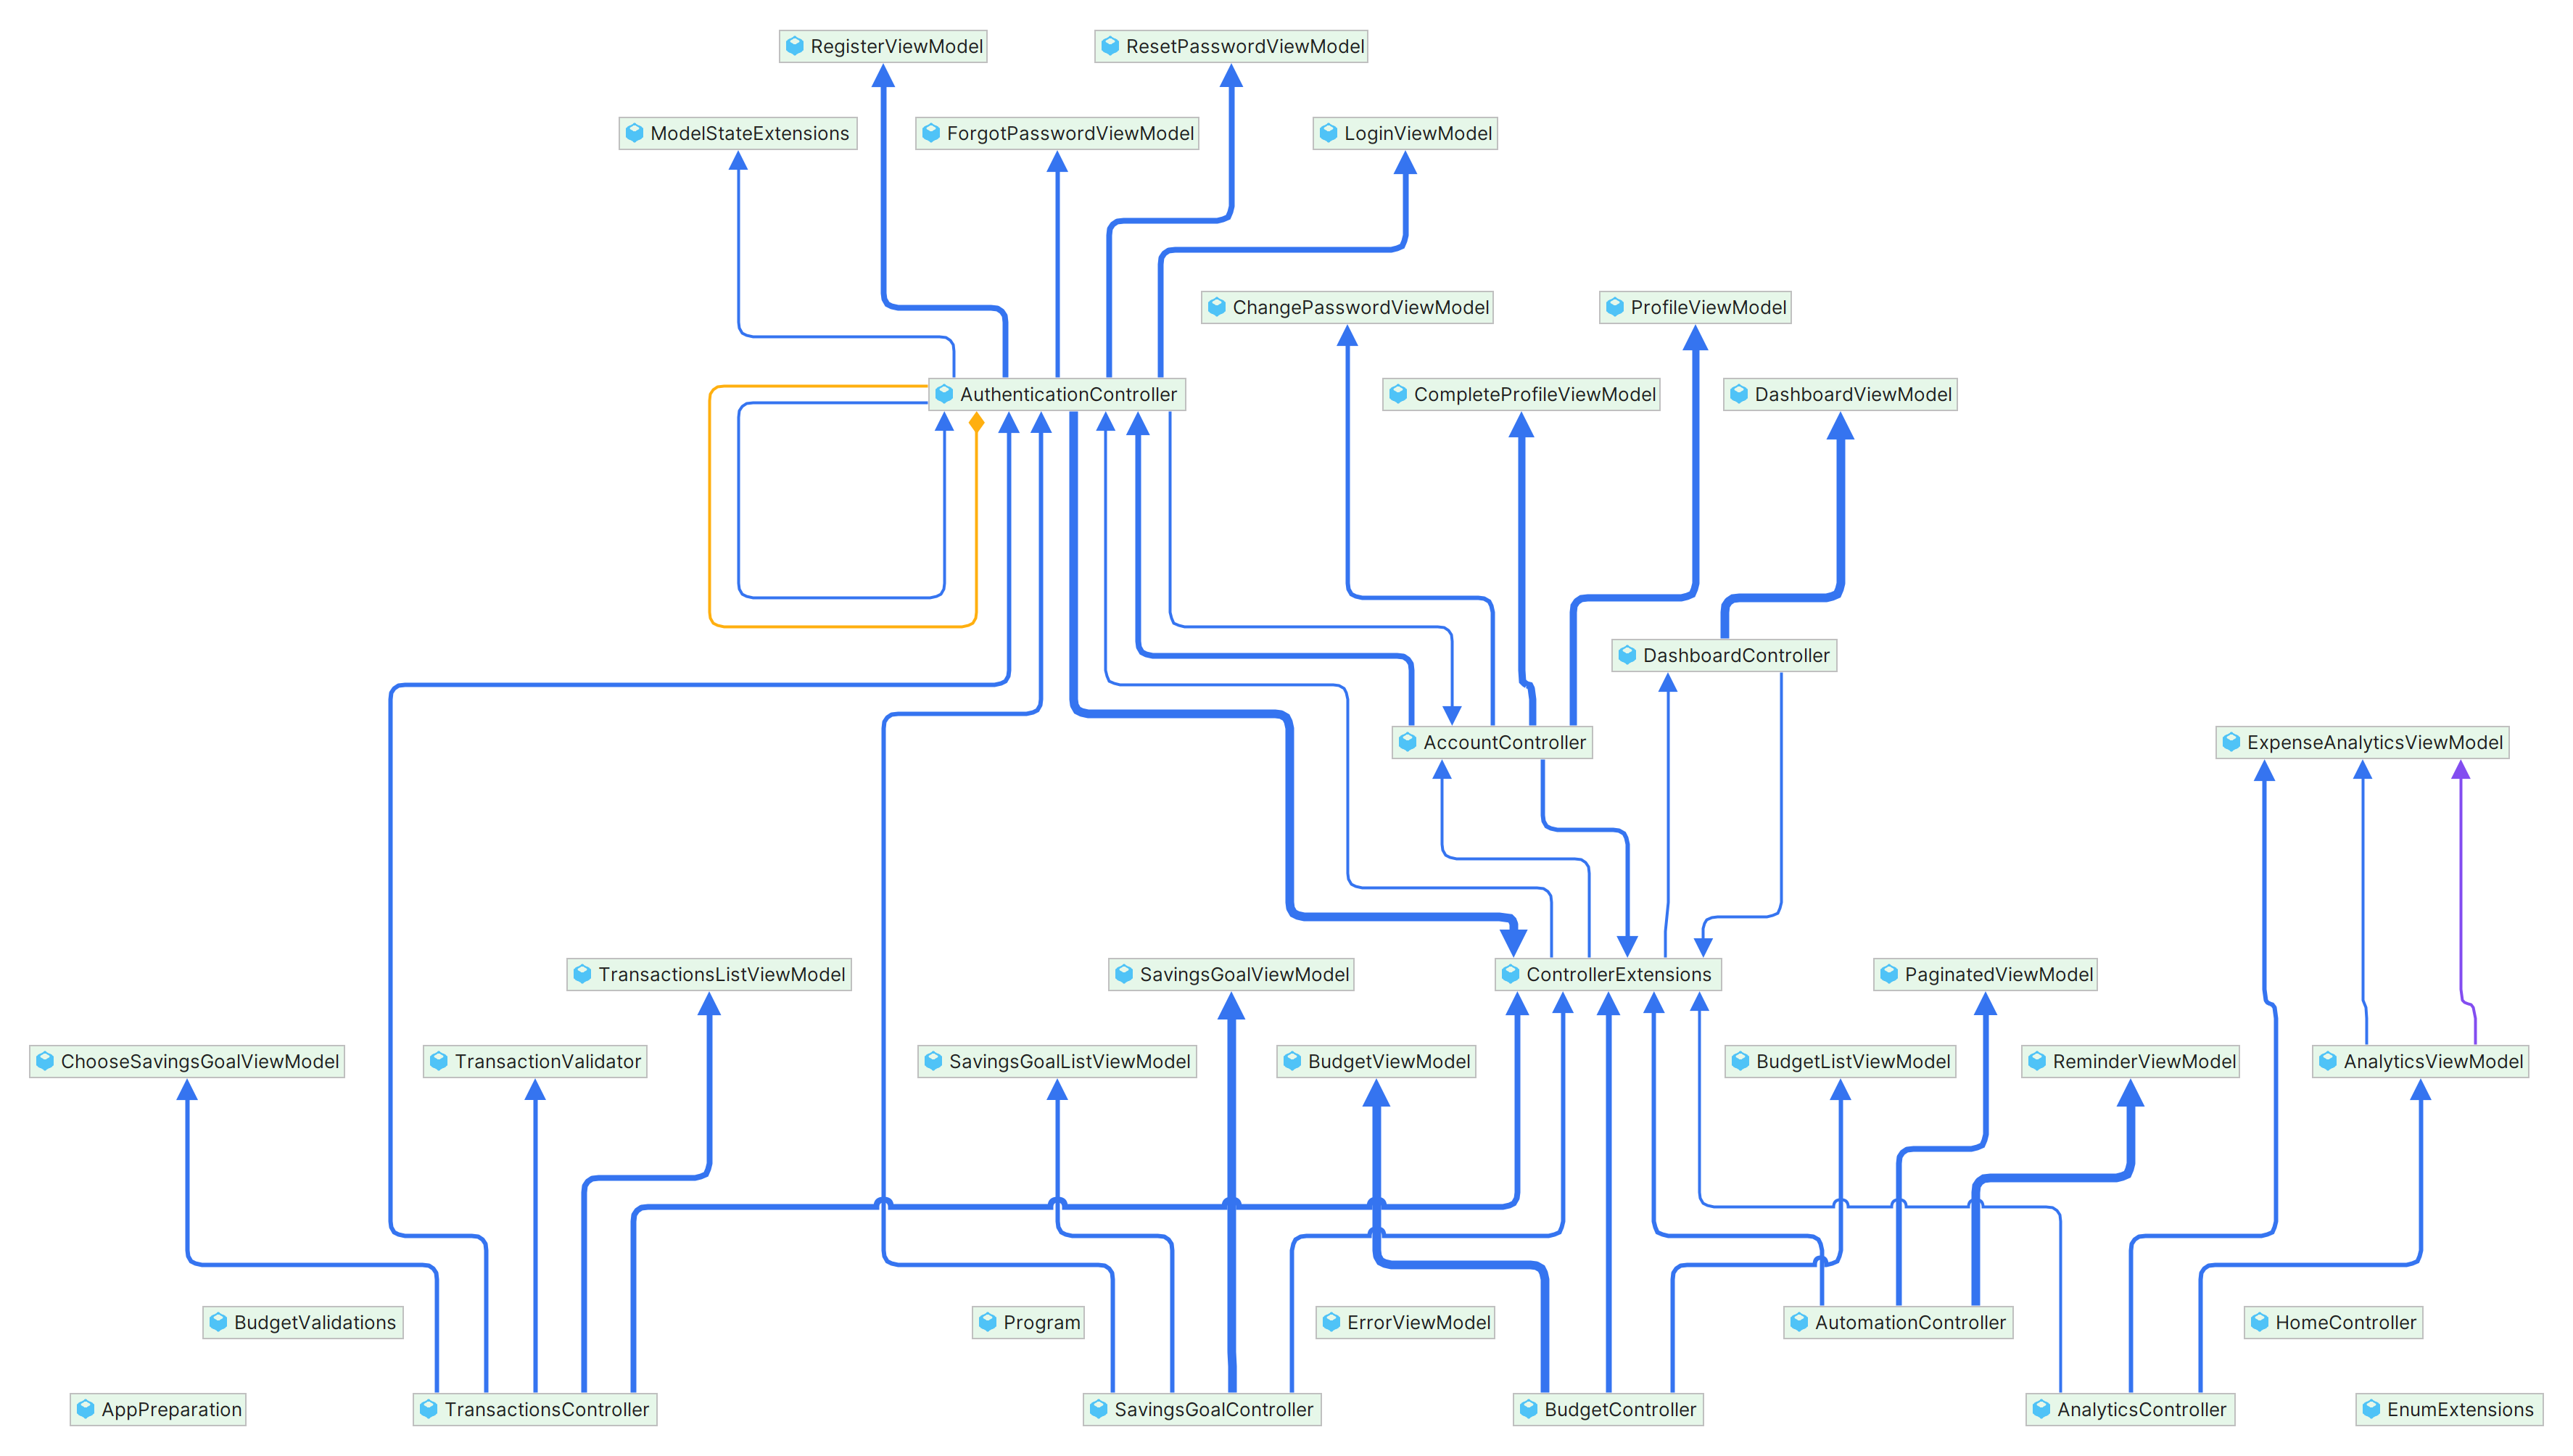 RegisterViewModel
ResetPasswordViewModel
ModelStateExtensions
ForgotPasswordViewModel
LoginViewModel
ChangePasswordViewModel
ProfileViewModel
AuthenticationController
CompleteProfileViewModel
DashboardViewModel
DashboardController
AccountController
ExpenseAnalyticsViewModel
TransactionsListViewModel
SavingsGoalViewModel
ControllerExtensions
PaginatedViewModel
ChooseSavingsGoalViewModel
TransactionValidator
SavingsGoalListViewModel
BudgetViewModel
BudgetListViewModel
ReminderViewModel
AnalyticsViewModel
BudgetValidations
Program
ErrorViewModel
AutomationController
HomeController
AppPreparation
TransactionsController
SavingsGoalController
BudgetController
AnalyticsController
EnumExtensions